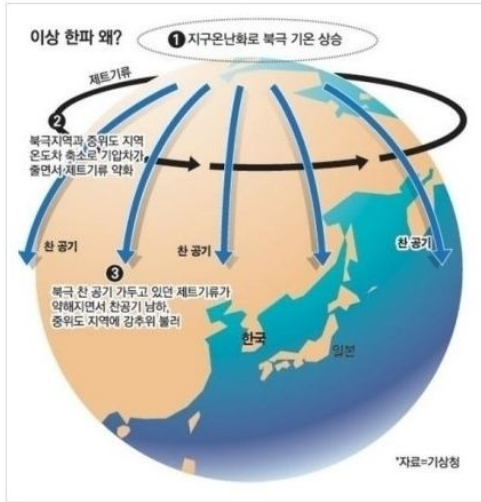 이상 한파 왜?
❶ 지구온난화로 북극 기온 상승
제트기류
❷
북극지역과 중위도 지역
온도차 축소로 기압차가
줄면서 제트기류 약화
찬 공기
찬 공기
찬 공기
❸
북극 찬 공기 가두고 있던 제트기류가
약해지면서 찬공기 남하,
중위도 지역에 강추위 불러
한국
일본
*자료=기상청